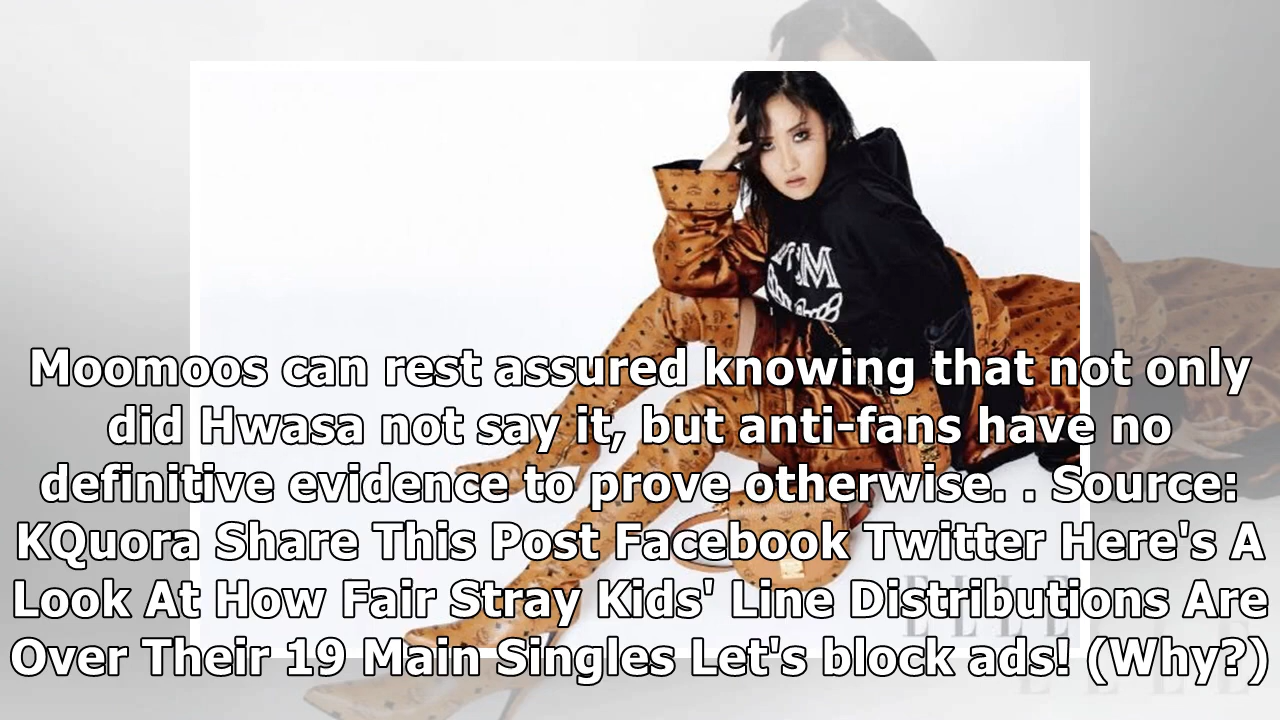 Moomoos can rest assured knowing that not only
did Hwasa not say it, but anti-fans have no
definitive evidence to prove otherwise. . Source:
KQuora Share This Post Facebook Twitter Here's A
Look At How Fair Stray Kids' Line Distributions Are
Over Their 19 Main Singles Let's block ads! (Why?)
ELLE
ELLE